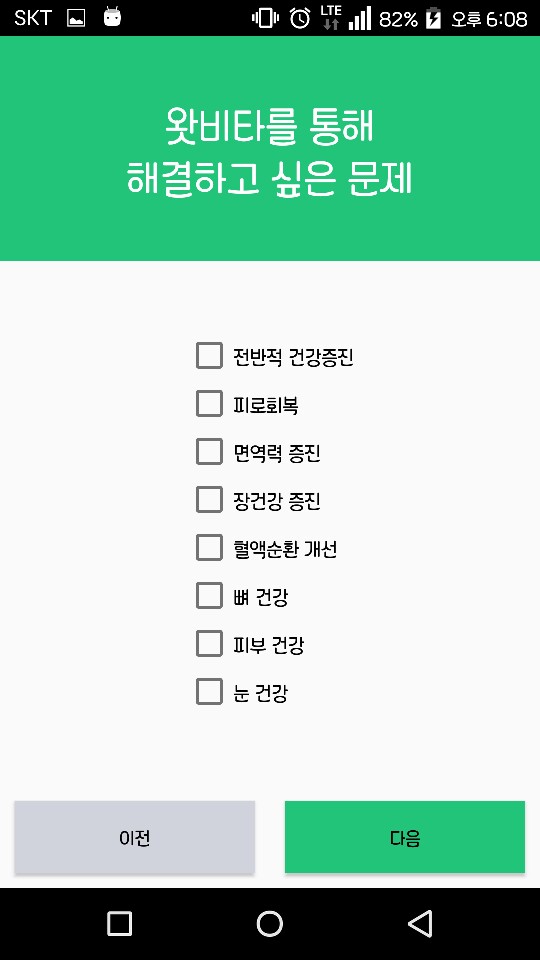 SKT LTE 82% 오후 6:08
왓비타를 통해
해결하고 싶은 문제
전반적 건강증진
피로회복
면역력 증진
장건강 증진
혈액순환 개선
뼈 건강
피부 건강
눈 건강
이전 다음